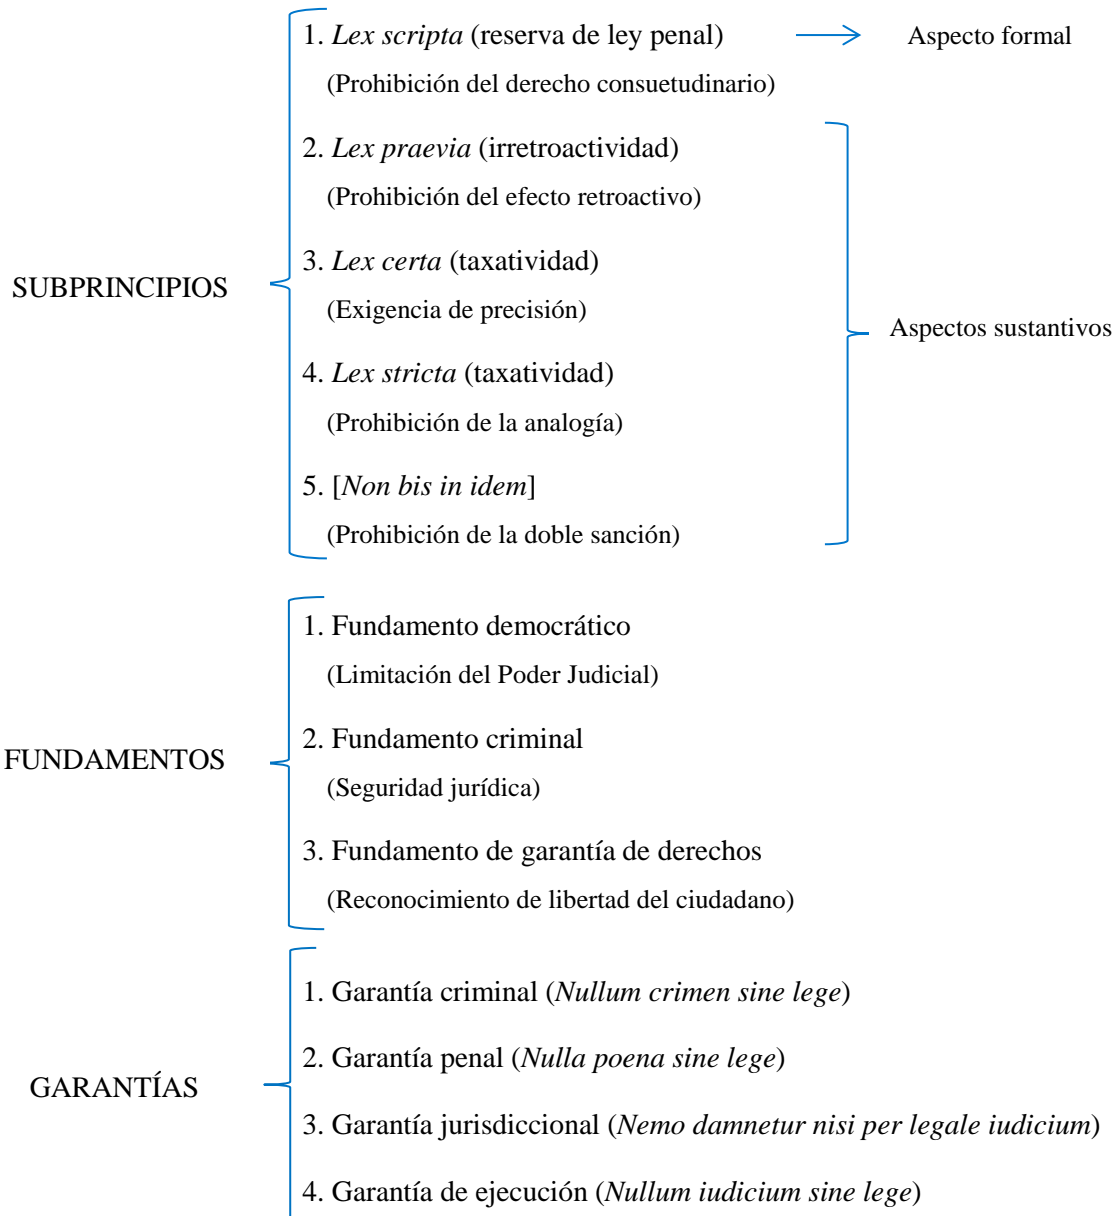 1. Lex scripta (reserva de ley penal) Aspecto formal
(Prohibición del derecho consuetudinario)
2. Lex praevia (irretroactividad)
(Prohibición del efecto retroactivo)
3. Lex certa (taxatividad)
SUBPRINCIPIOS
(Exigencia de precisión)
Aspectos sustantivos
4. Lex stricta (taxatividad)
(Prohibición de la analogía)
5. [Non bis in idem]
(Prohibición de la doble sanción)
1. Fundamento democrático
(Limitación del Poder Judicial)
2. Fundamento criminal
FUNDAMENTOS
(Seguridad jurídica)
3. Fundamento de garantía de derechos
(Reconocimiento de libertad del ciudadano)
1. Garantía criminal (Nullum crimen sine lege)
2. Garantía penal (Nulla poena sine lege)
GARANTÍAS
3. Garantía jurisdiccional (Nemo damnetur nisi per legale iudicium)
4. Garantía de ejecución (Nullum iudicium sine lege)